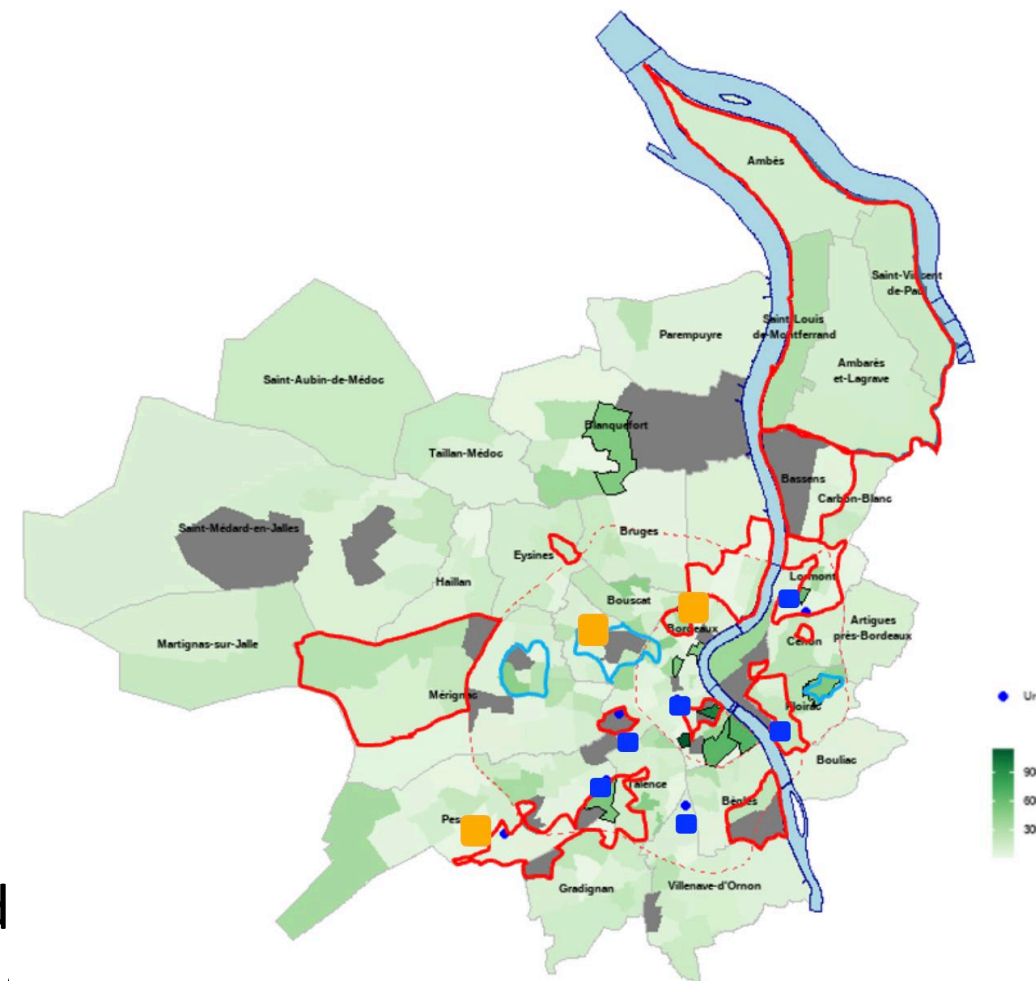 Ambès
Saint-Vincent
de-Paul
Saint-Louis
de-Montferrand
Parempuyre
Ambarès
et-Lagrave
Saint-Aubin-de-Médoc
Blanquefort
Taillan-Médoc
Bassens
Carbon-Blanc
Saint-Médard-en-Jalles
Bruges
Eysines
Haillan
Lormont
Bouscat
Artigues
près-Bordeaux
Bordeaux
Cenon
Martignas-sur-Jalle
Mérignac
Floirac
Bouliac
Talence
Bègles
Pes
Gradignan
Villenave-d'Ornon
Un
90
60
30